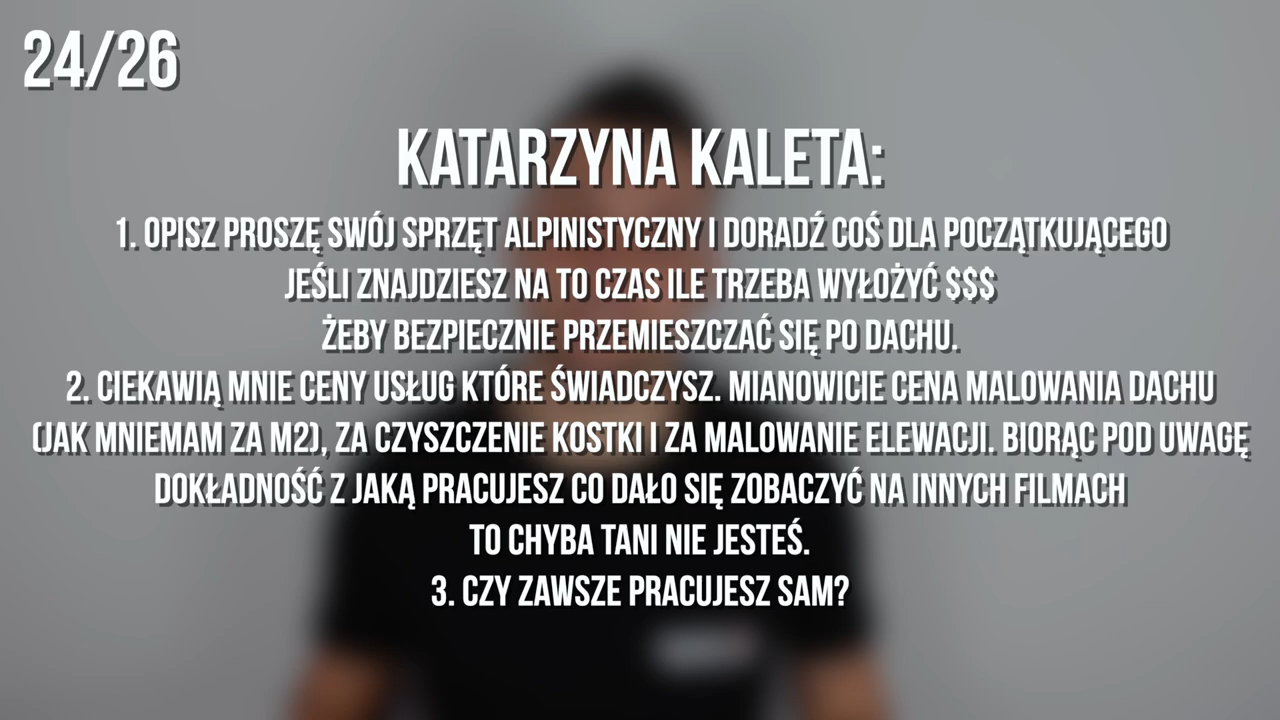 24/26
KATARZYNA KALETA:
1. OPISZ PROSZĘ SWÓJ SPRZĘT ALPINISTYCZNY I DORADŹ COŚ DLA POCZĄTKUJĄCEGO
JEŚLI ZNAJDZIESZ NA TO CZAS ILE TRZEBA WYŁOŻYĆ $$$
ŻEBY BEZPIECZNIE PRZEMIESZCZAĆ SIĘ PO DACHU.
2. CIEKAWIĄ MNIE CENY USŁUG KTÓRE ŚWIADCZYSZ. MIANOWICIE CENA MALOWANIA DACHU
(JAK MNIEMAM ZA M2), ZA CZYSZCZENIE KOSTKI I ZA MALOWANIE ELEWACJI. BIORĄC POD UWAGĘ
DOKŁADNOŚĆ Z JAKĄ PRACUJESZ CO DAŁO SIĘ ZOBACZYĆ NA INNYCH FILMACH
TO CHYBA TANI NIE JESTEŚ.
3. CZY ZAWSZE PRACUJESZ SAM?